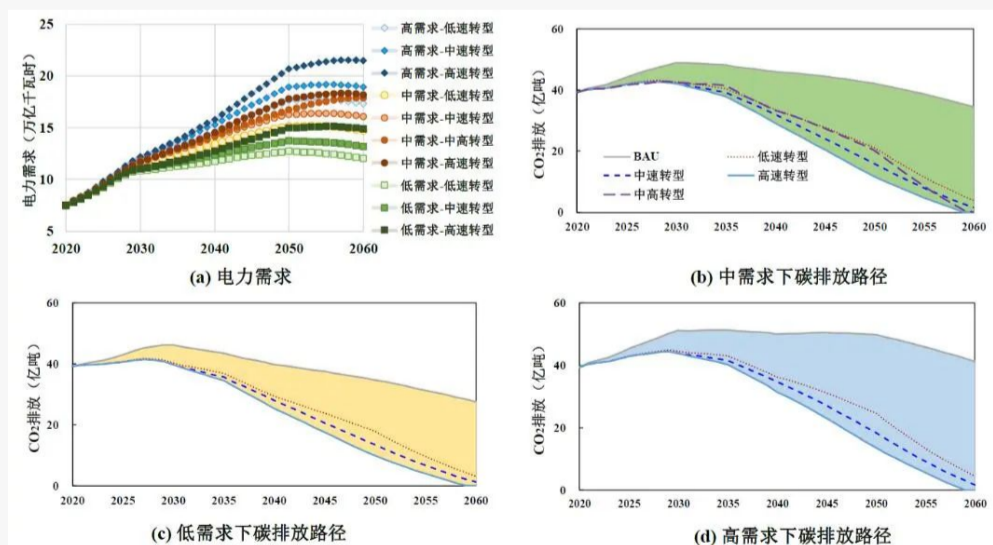 电力需求（万亿千瓦时）
25
20
15
10
5
2020 2030 2040 2050 2060
高需求-低速转型
高需求-中速转型
高需求-高速转型
中需求-低速转型
中需求-中速转型
中需求-中高转型
中需求-高速转型
低需求-低速转型
低需求-中速转型
低需求-高速转型
(a) 电力需求
CO2排放（亿吨）
60
40
20
0
BAU 低速转型
中速转型 高速转型
中高转型
2020 2025 2030 2035 2040 2045 2050 2055 2060
(b) 中需求下碳排放路径
CO2排放（亿吨）
60
40
20
0
2020 2025 2030 2035 2040 2045 2050 2055 2060
(c) 低需求下碳排放路径
CO2排放（亿吨）
60
40
20
0
2020 2025 2030 2035 2040 2045 2050 2055 2060
(d) 高需求下碳排放路径